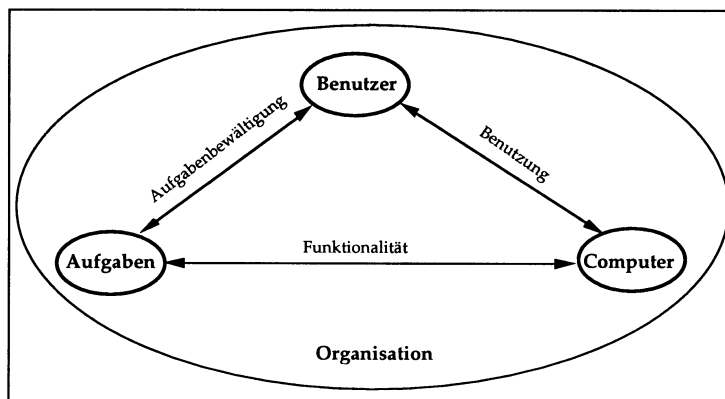 Benutzer
Aufgabenbewältigung
Benutzung
Aufgaben
Funktionalität
Computer
Organisation